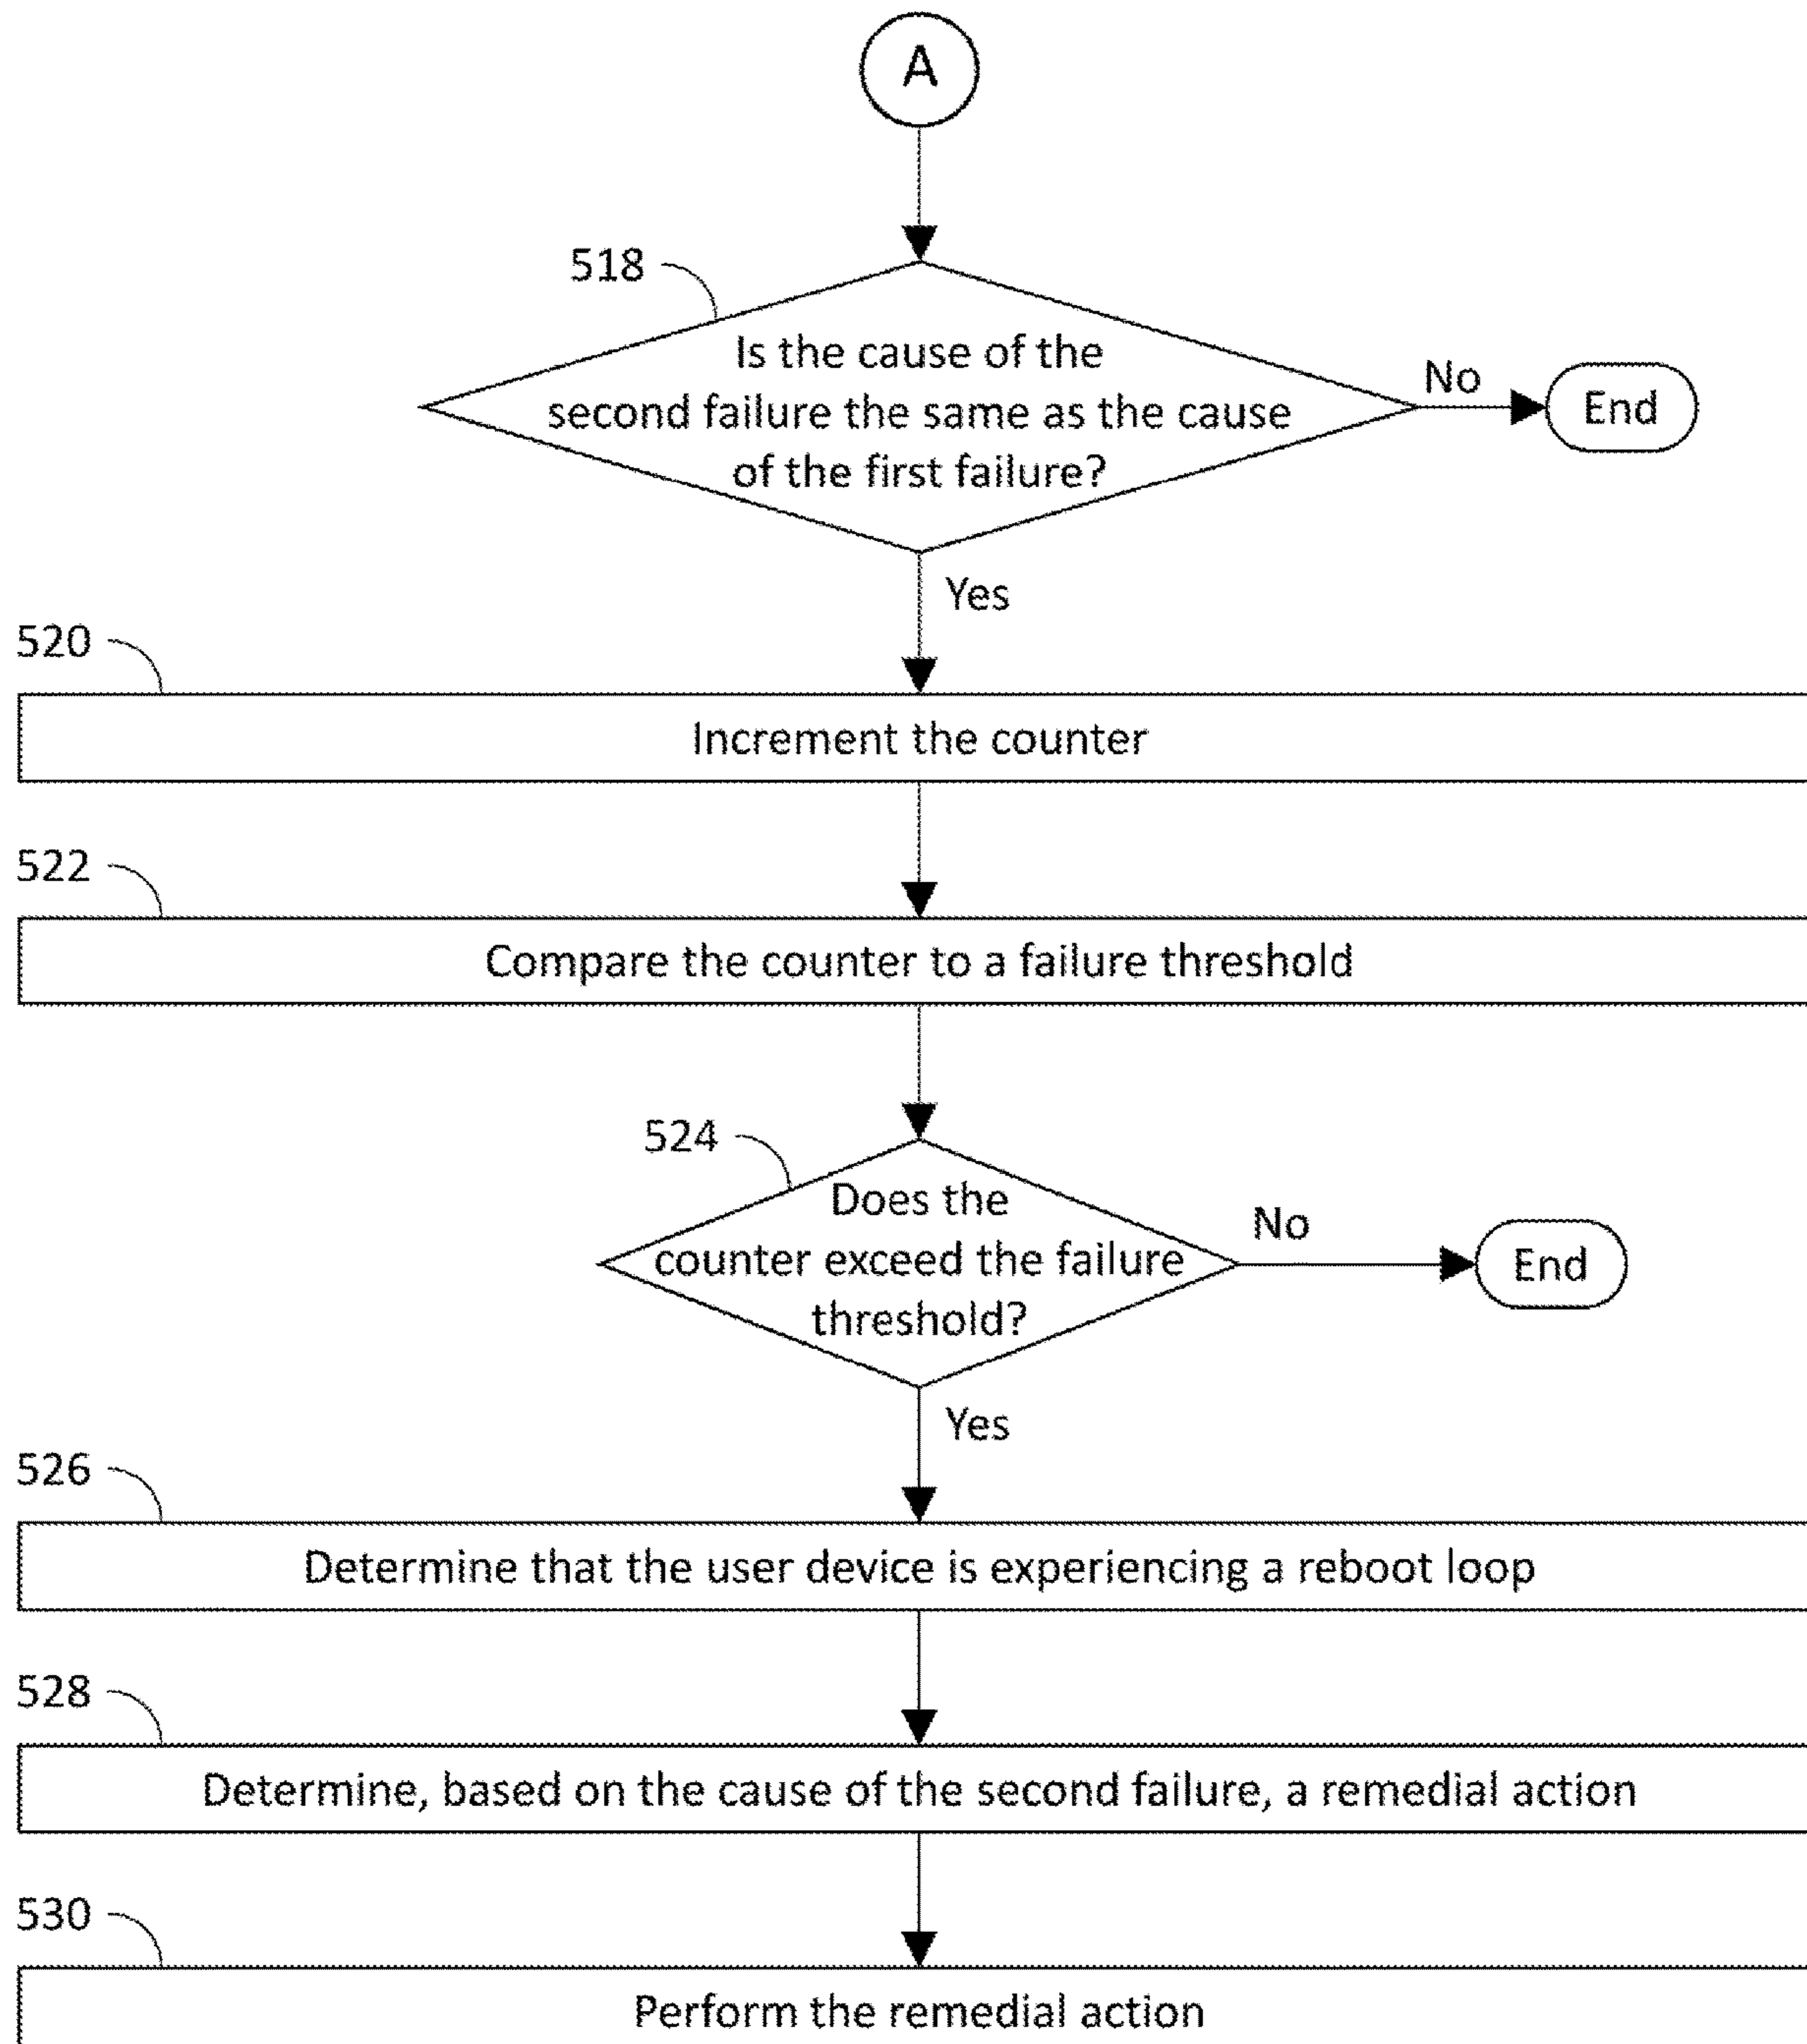 A
518
Is the cause of the
second failure the same as the cause
of the first failure?
No
End
Yes
520
Increment the counter
522
Compare the counter to a failure threshold
524
Does the
counter exceed the failure
threshold?
No
End
Yes
526
Determine that the user device is experiencing a reboot loop
528
Determine, based on the cause of the second failure, a remedial action
530
Perform the remedial action